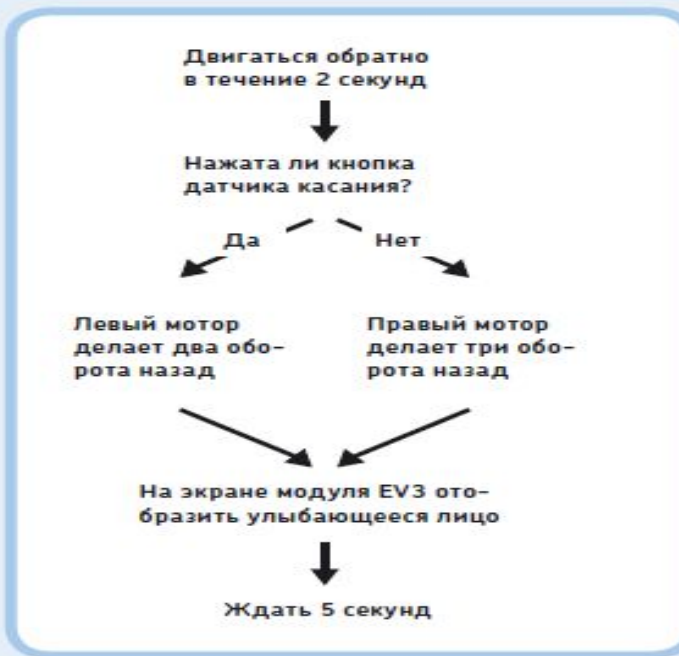 Двигаться обратно
в течение 2 секунд
Нажата ли кнопка
датчика касания?
Да
Нет
Левый мотор
делает два обо-
рота назад
Правый мотор
делает три обо-
рота назад
На экране модуля EV3 ото-
бразить улыбающееся лицо
Ждать 5 секунд